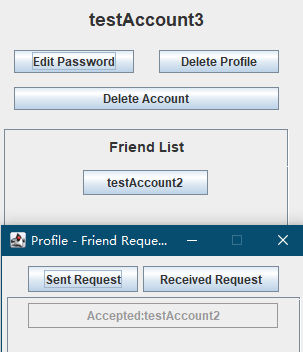 testAccount3
Edit Password Delete Profile
Delete Account
Friend List
testAccount2
Profile - Friend Reque...
Sent Request Received Request
Accepted:testAccount2